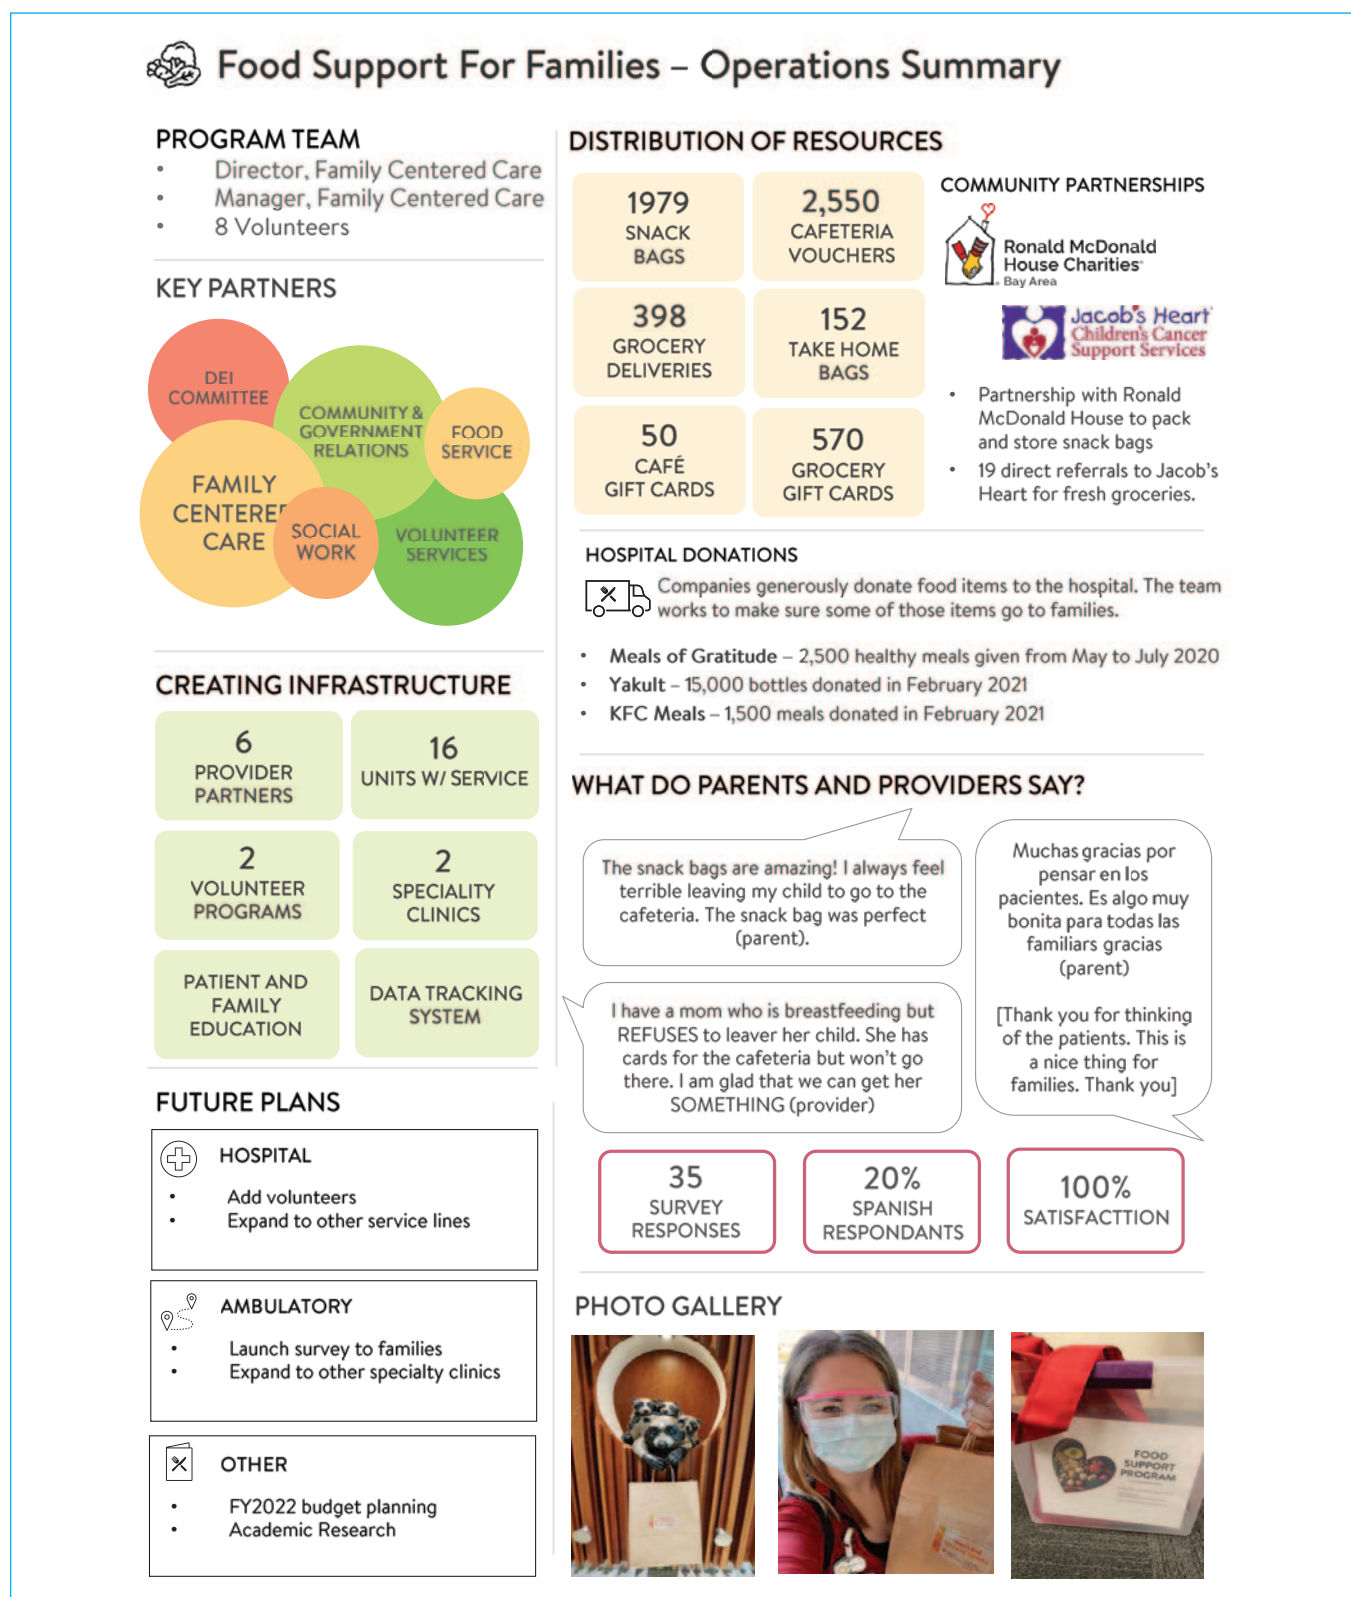 Food Support For Families – Operations Summary
PROGRAM TEAM
• Director, Family Centered Care
• Manager, Family Centered Care
• 8 Volunteers
KEY PARTNERS
DEI
COMMITTEE
COMMUNITY &
GOVERNMENT
RELATIONS
FOOD
SERVICE
FAMILY
CENTERED
CARE
SOCIAL
WORK
VOLUNTEER
SERVICES
CREATING INFRASTRUCTURE
6
PROVIDER
PARTNERS
16
UNITS W/ SERVICE
2
VOLUNTEER
PROGRAMS
2
SPECIALITY
CLINICS
PATIENT AND
FAMILY
EDUCATION
DATA TRACKING
SYSTEM
FUTURE PLANS
HOSPITAL
• Add volunteers
• Expand to other service lines
AMBULATORY
• Launch survey to families
• Expand to other specialty clinics
OTHER
• FY2022 budget planning
• Academic Research
DISTRIBUTION OF RESOURCES
1979
SNACK
BAGS
2,550
CAFETERIA
VOUCHERS
398
GROCERY
DELIVERIES
152
TAKE HOME
BAGS
50
CAFÉ
GIFT CARDS
570
GROCERY
GIFT CARDS
COMMUNITY PARTNERSHIPS
Ronald McDonald
House Charities
Bay Area
Jacob's Heart
Children's Cancer
Support Services
• Partnership with Ronald
McDonald House to pack
and store snack bags
• 19 direct referrals to Jacob's
Heart for fresh groceries.
HOSPITAL DONATIONS
Companies generously donate food items to the hospital. The team
works to make sure some of those items go to families.
• Meals of Gratitude – 2,500 healthy meals given from May to July 2020
• Yakult – 15,000 bottles donated in February 2021
• KFC Meals – 1,500 meals donated in February 2021
WHAT DO PARENTS AND PROVIDERS SAY?
The snack bags are amazing! I always feel
terrible leaving my child to go to the
cafeteria. The snack bag was perfect
(parent).
I have a mom who is breastfeeding but
REFUSES to leaver her child. She has
cards for the cafeteria but won't go
there. I am glad that we can get her
SOMETHING (provider)
Muchas gracias por
pensar en los
pacientes. Es algo muy
bonita para todas las
familiars gracias
(parent)
[Thank you for thinking
of the patients. This is
a nice thing for
families. Thank you]
35
SURVEY
RESPONSES
20%
SPANISH
RESPONDANTS
100%
SATISFACTTION
PHOTO GALLERY
FOOD
SUPPORT
PROGRAM